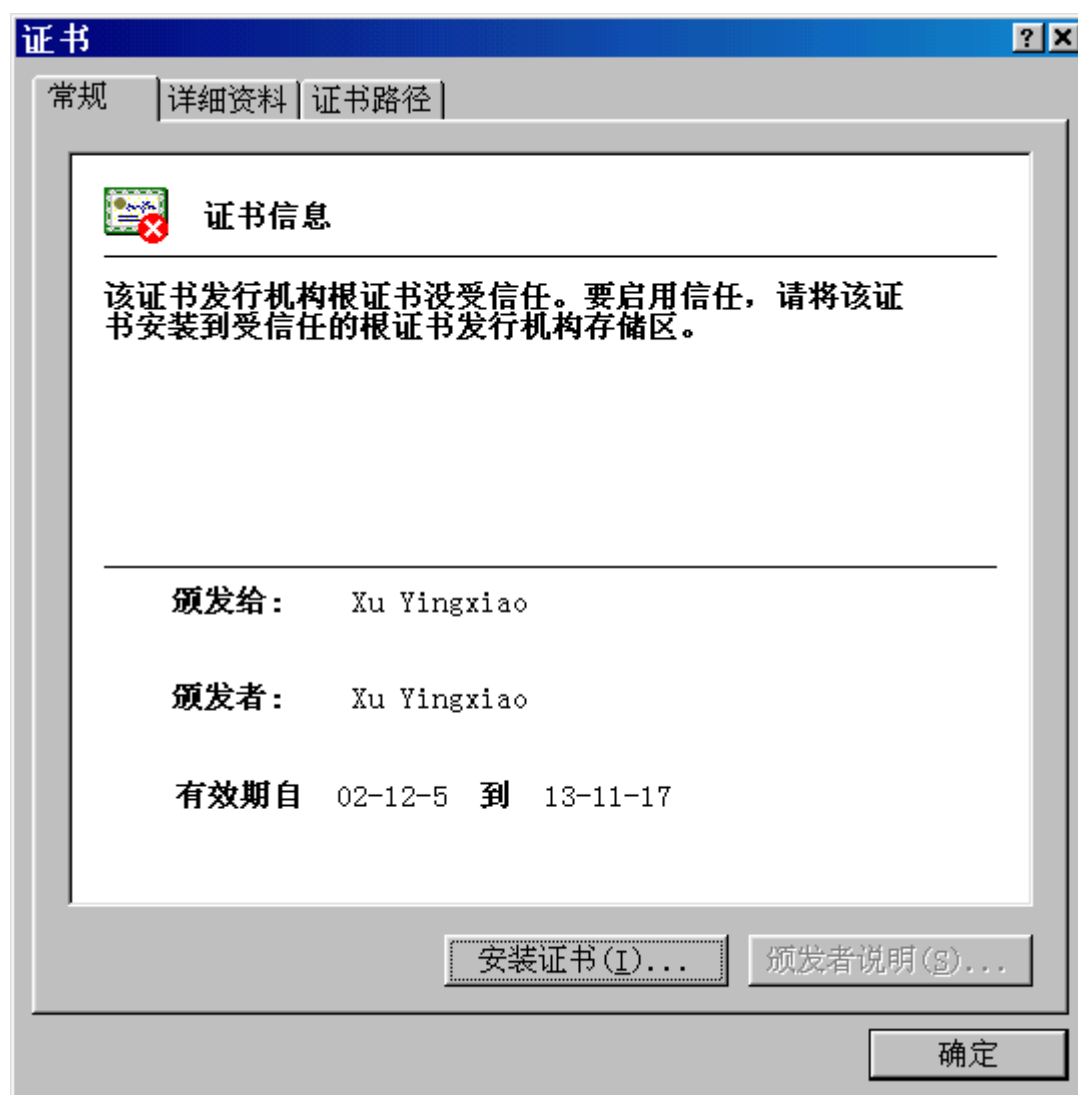 证书
常规 详细资料 证书路径
证书信息
该证书发行机构根证书没受信任。要启用信任，请将该证
书安装到受信任的根证书发行机构存储区。
颁发给： Xu Yingxiao
颁发者： Xu Yingxiao
有效期自 02-12-5 到 13-11-17
安装证书(I)... 颁发者说明(S)...
确定